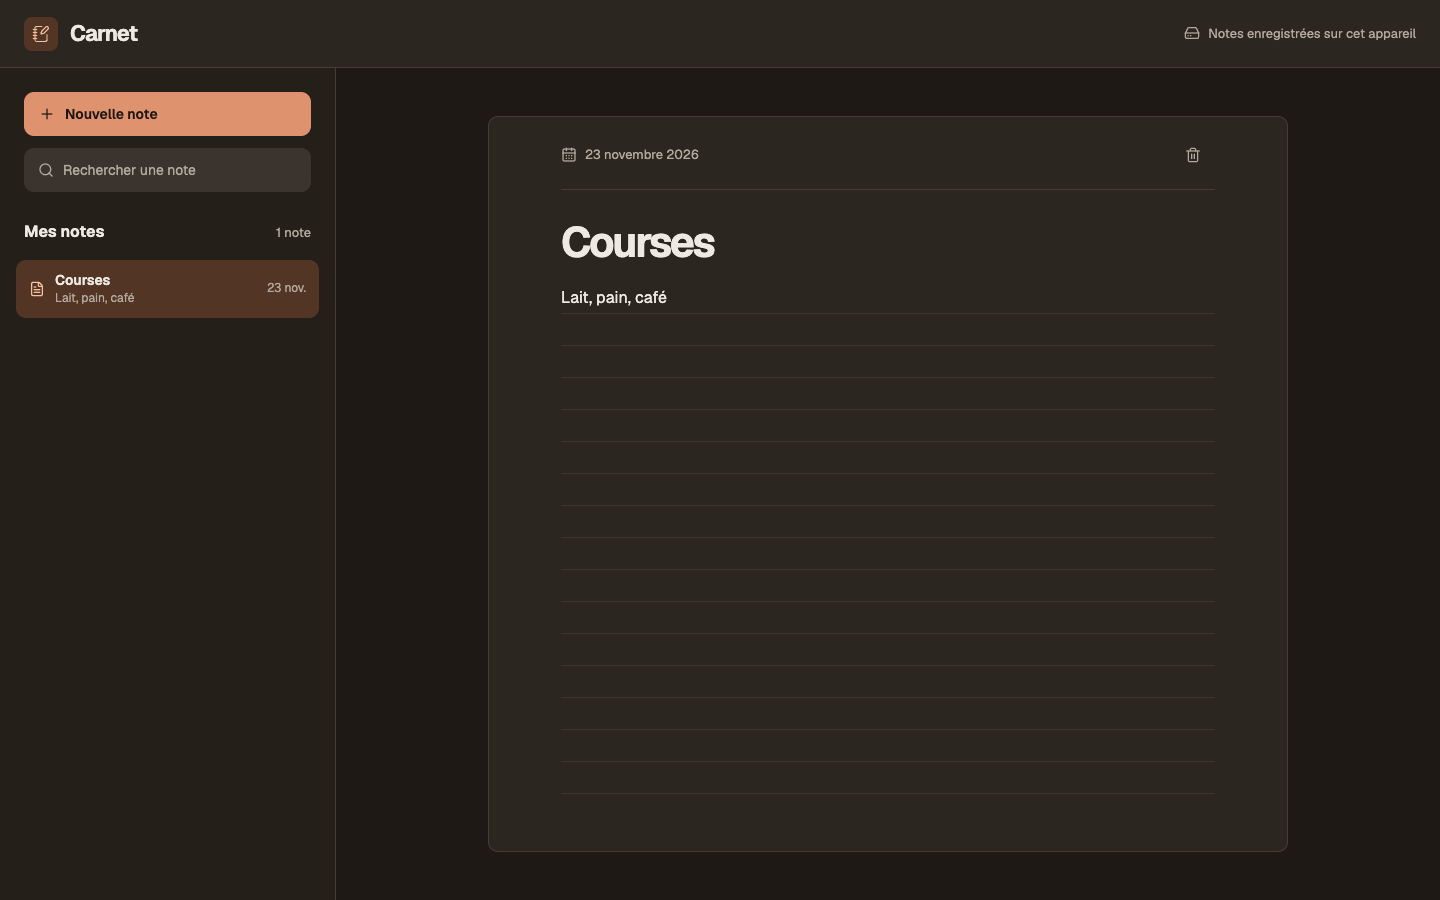 Carnet
Notes enregistrées sur cet appareil
Nouvelle note
Rechercher une note
Mes notes
1 note
Courses
Lait, pain, café
23 nov.
23 novembre 2026
Courses
Lait, pain, café